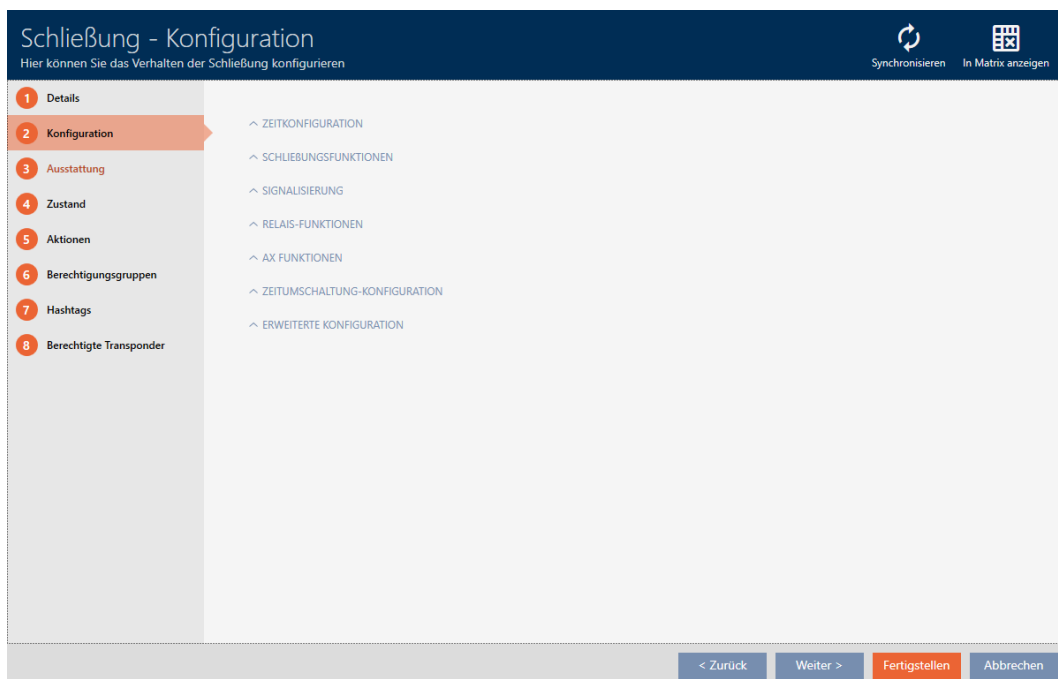 Schließung - Konfiguration
Hier können Sie das Verhalten der Schließung konfigurieren
Synchronisieren
In Matrix anzeigen
1 Details
2 Konfiguration
3 Ausstattung
4 Zustand
5 Aktionen
6 Berechtigungsgruppen
7 Hashtags
8 Berechtigte Transponder
ZEITKONFIGURATION
SCHLIEßUNGSFUNKTIONEN
SIGNALISIERUNG
RELAIS-FUNKTIONEN
AX FUNKTIONEN
ZEITUMSCHALTUNG-KONFIGURATION
ERWEITERTE KONFIGURATION
< Zurück
Weiter >
Fertigstellen
Abbrechen